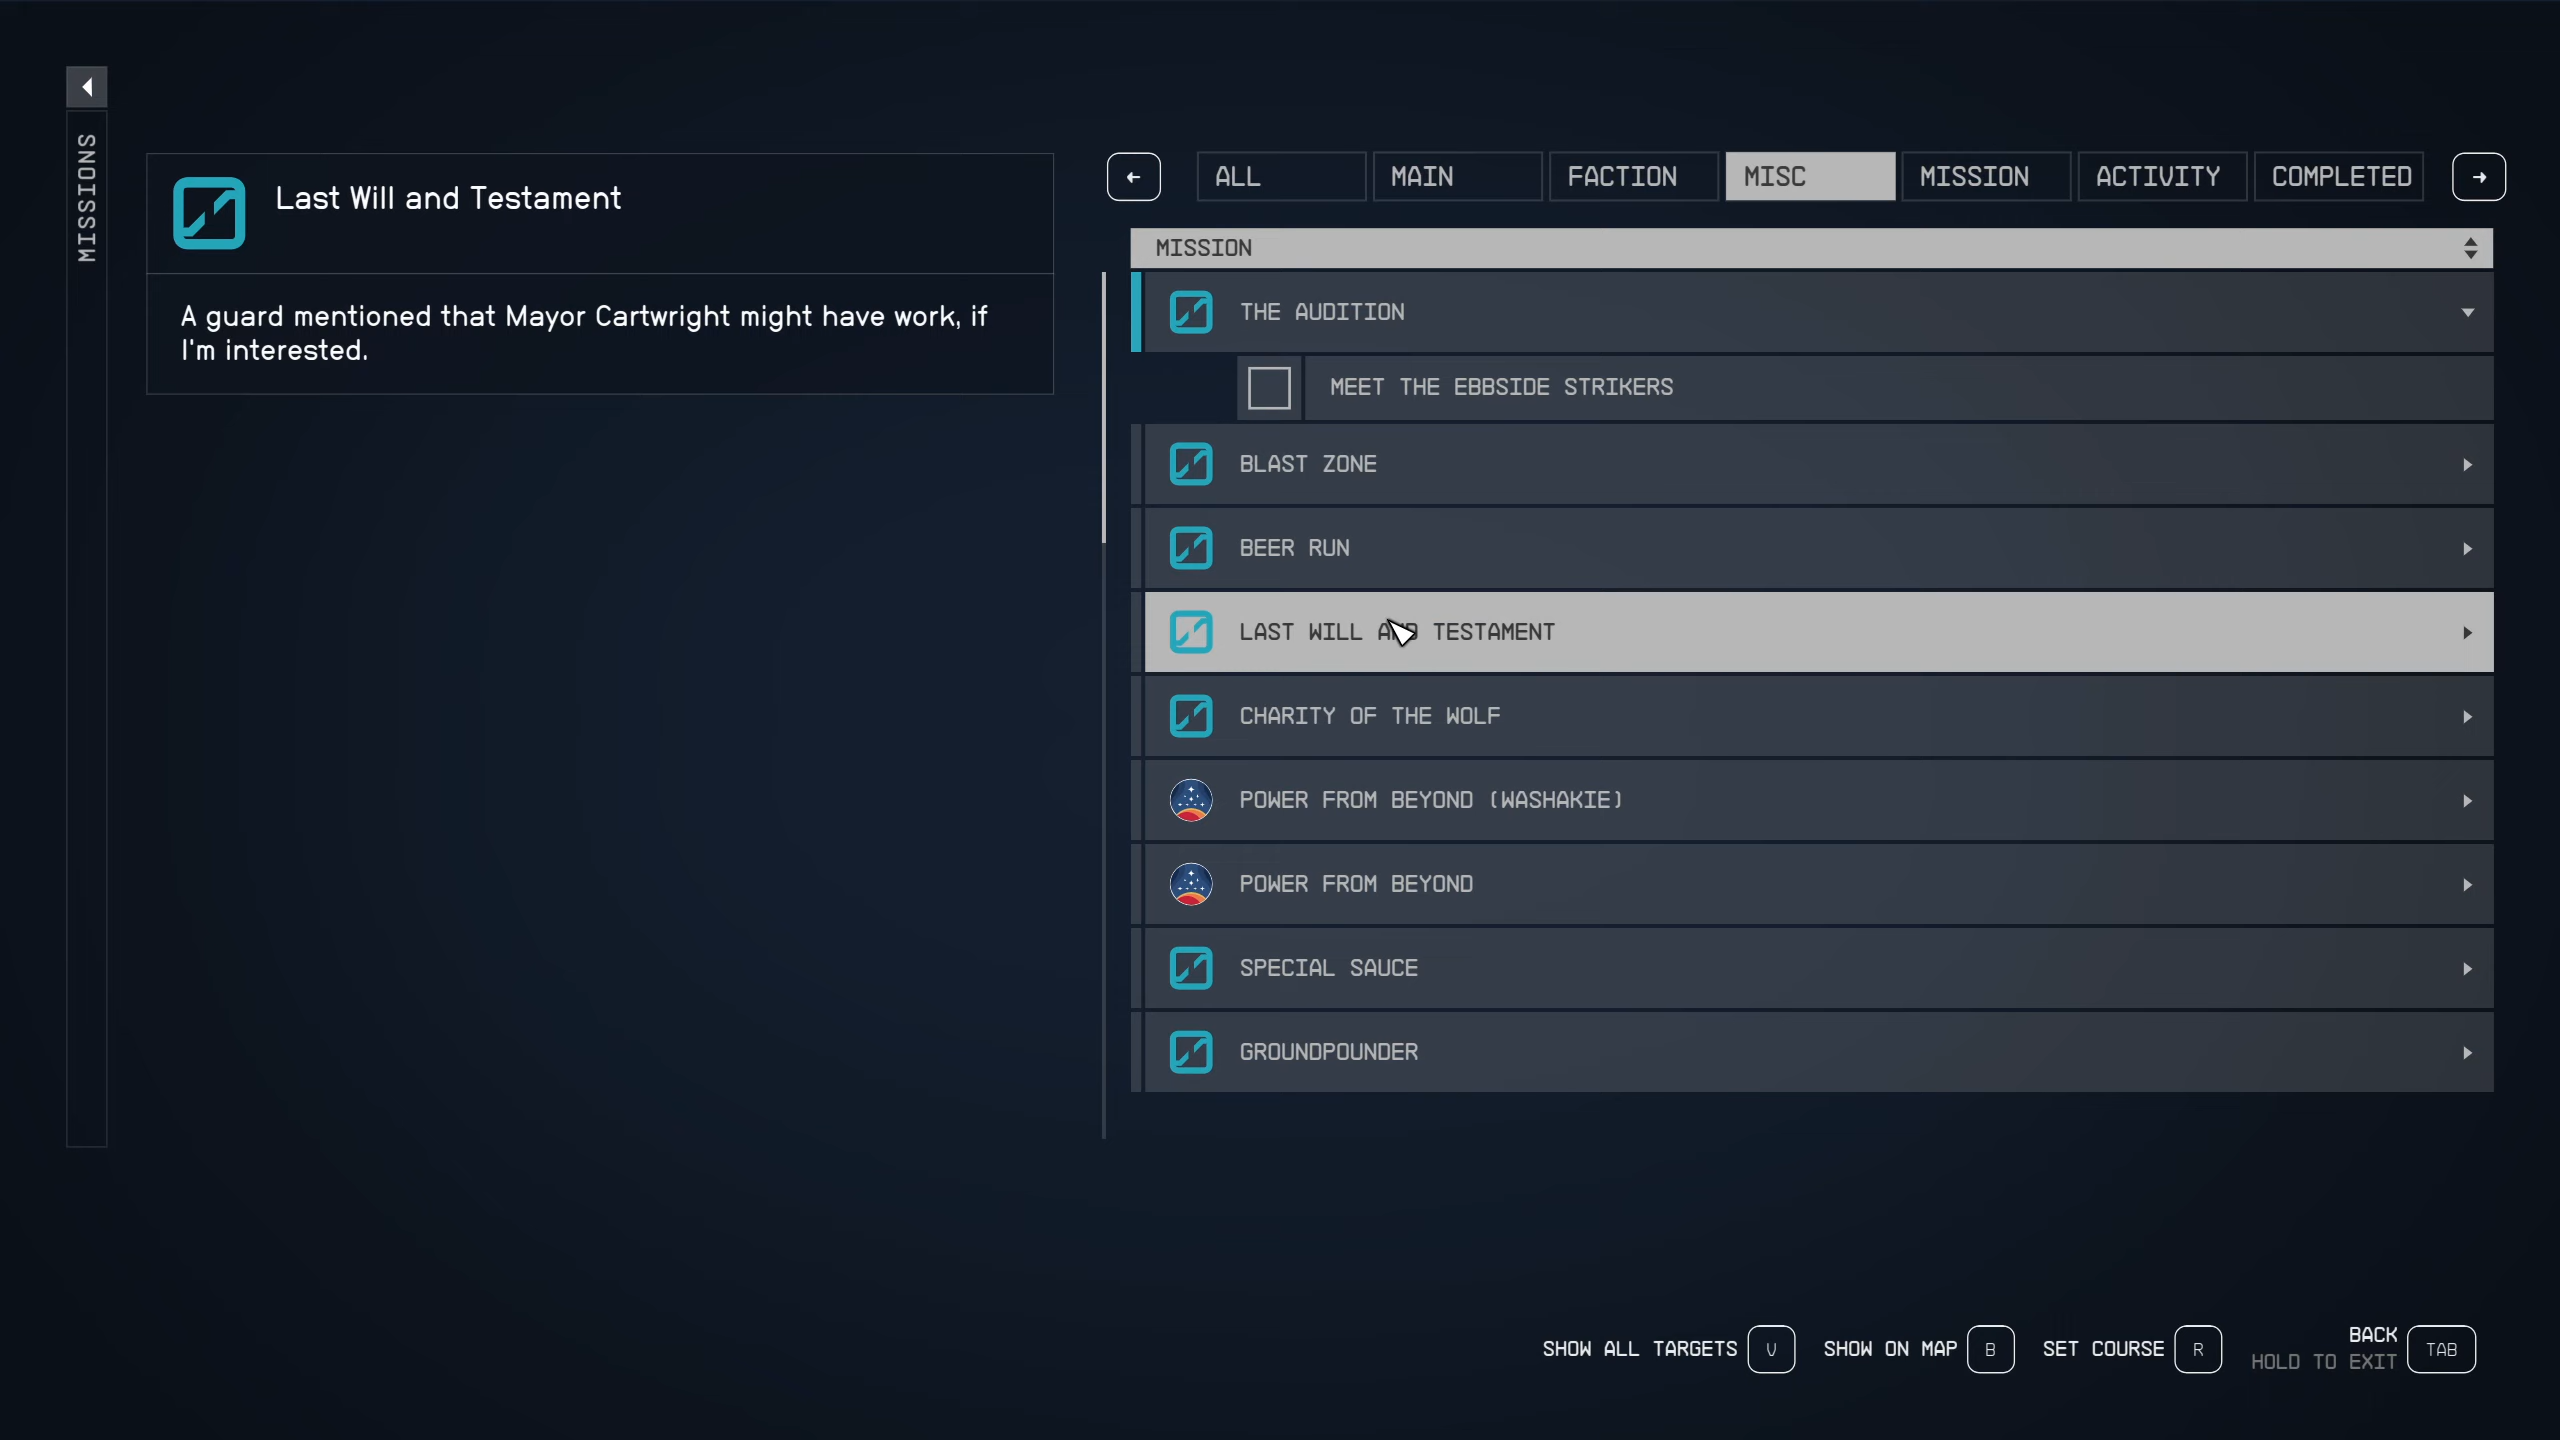 MISSIONS
Last Will and Testament
A guard mentioned that Mayor Cartwright might have work, if
I'm interested.
ALL MAIN FACTION MISC MISSION ACTIVITY COMPLETED
MISSION
THE AUDITION
MEET THE EBBSIDE STRIKERS
BLAST ZONE
BEER RUN
LAST WILL AND TESTAMENT
CHARITY OF THE WOLF
POWER FROM BEYOND (WASHAKIE)
POWER FROM BEYOND
SPECIAL SAUCE
GROUNDPOUNDER
SHOW ALL TARGETS V SHOW ON MAP B SET COURSE R BACK TAB
HOLD TO EXIT